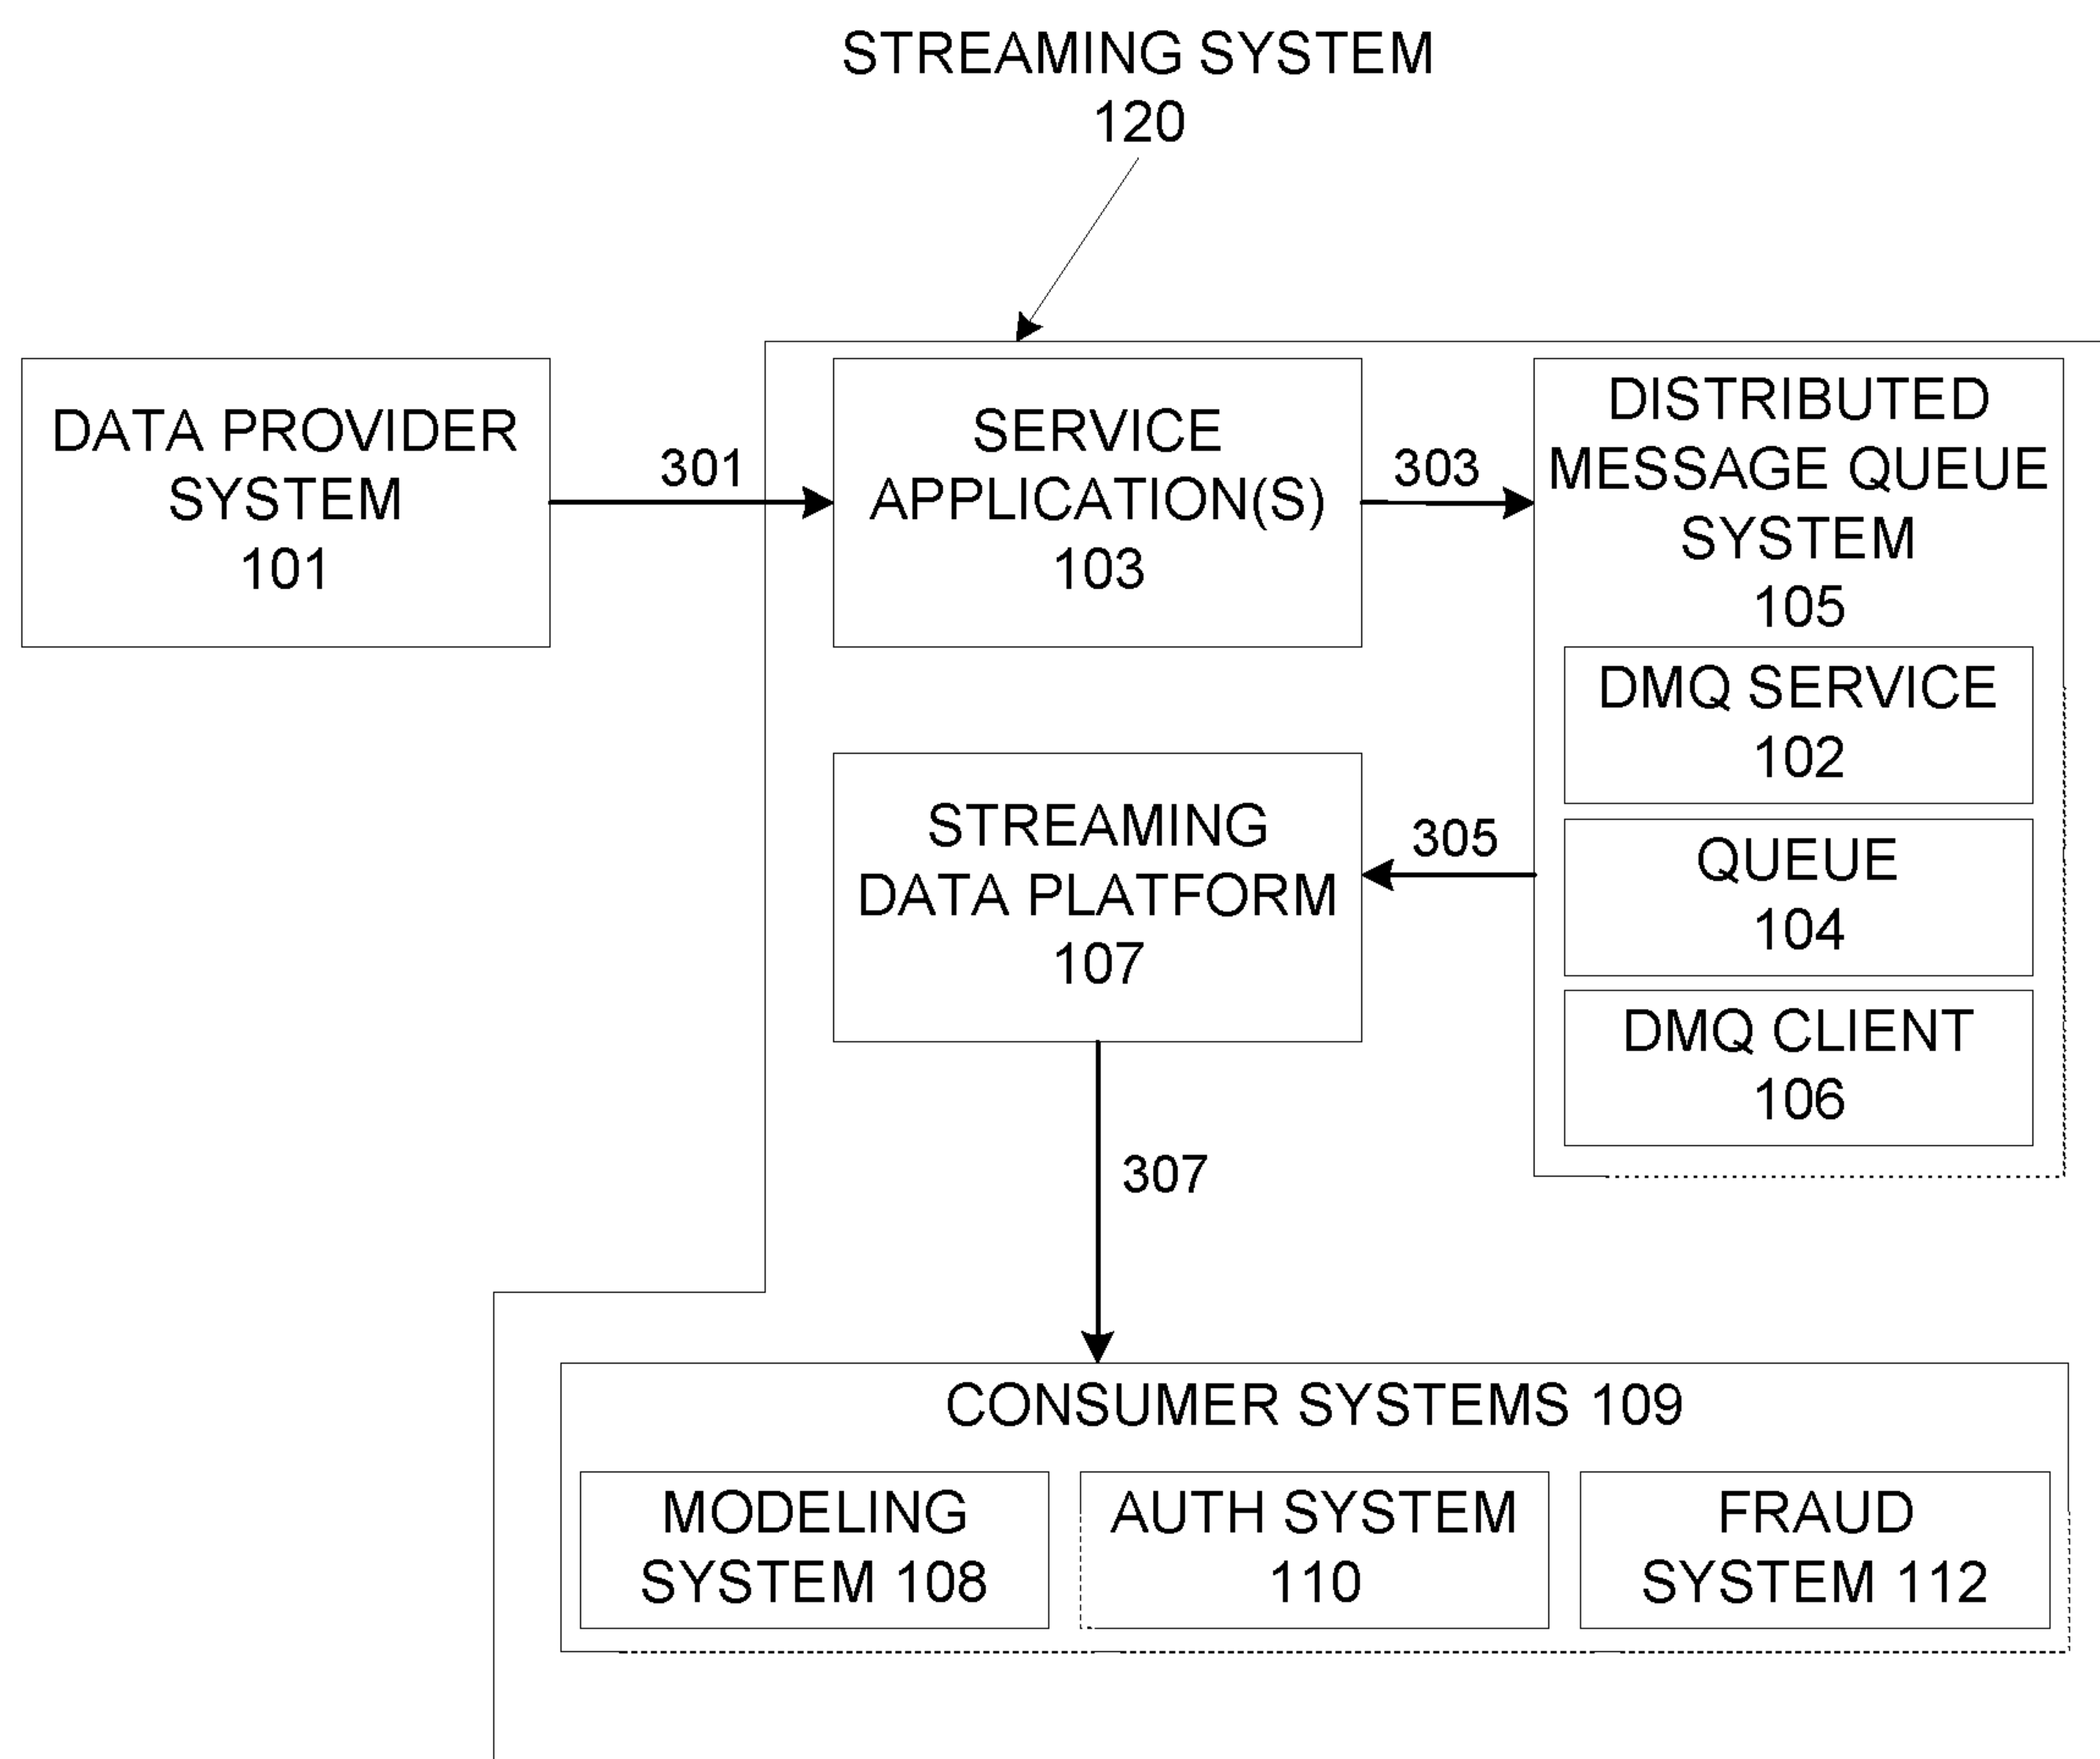 STREAMING SYSTEM
120
DATA PROVIDER
SYSTEM
101
301
SERVICE
APPLICATION(S)
103
303
DISTRIBUTED
MESSAGE QUEUE
SYSTEM
105
DMQ SERVICE
102
QUEUE
104
DMQ CLIENT
106
305
STREAMING
DATA PLATFORM
107
307
CONSUMER SYSTEMS 109
MODELING
SYSTEM 108
AUTH SYSTEM
110
FRAUD
SYSTEM 112